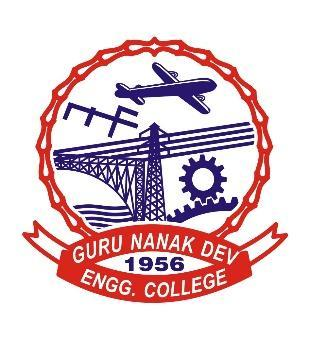 GURU NANAK DEV
1956
ENGG. COLLEGE